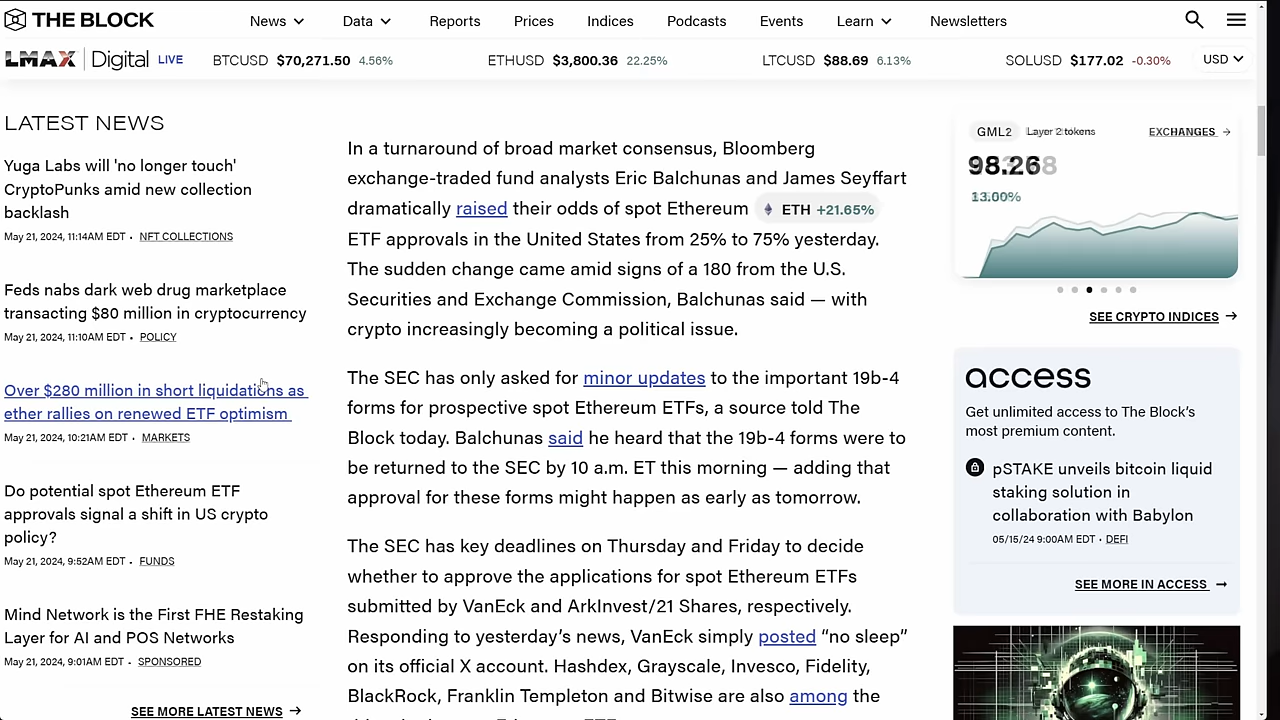 THE BLOCK
News
Data
Reports
Prices
Indices
Podcasts
Events
Learn
Newsletters
LMAX Digital LIVE
BTCUSD $70,271.50 4.56%
ETHUSD $3,800.36 22.25%
LTCUSD $88.69 6.13%
SOLUSD $177.02 -0.30%
USD
LATEST NEWS
Yuga Labs will 'no longer touch'
CryptoPunks amid new collection
backlash
May 21, 2024, 11:14AM EDT • NFT COLLECTIONS
Feds nabs dark web drug marketplace
transacting $80 million in cryptocurrency
May 21, 2024, 11:10AM EDT • POLICY
Over $280 million in short liquidations as
ether rallies on renewed ETF optimism
May 21, 2024, 10:21AM EDT • MARKETS
Do potential spot Ethereum ETF
approvals signal a shift in US crypto
policy?
May 21, 2024, 9:52AM EDT • FUNDS
Mind Network is the First FHE Restaking
Layer for AI and POS Networks
May 21, 2024, 9:01AM EDT • SPONSORED
SEE MORE LATEST NEWS →
In a turnaround of broad market consensus, Bloomberg
exchange-traded fund analysts Eric Balchunas and James Seyffart
dramatically raised their odds of spot Ethereum ETH +21.65%
ETF approvals in the United States from 25% to 75% yesterday.
The sudden change came amid signs of a 180 from the U.S.
Securities and Exchange Commission, Balchunas said — with
crypto increasingly becoming a political issue.
The SEC has only asked for minor updates to the important 19b-4
forms for prospective spot Ethereum ETFs, a source told The
Block today. Balchunas said he heard that the 19b-4 forms were to
be returned to the SEC by 10 a.m. ET this morning — adding that
approval for these forms might happen as early as tomorrow.
The SEC has key deadlines on Thursday and Friday to decide
whether to approve the applications for spot Ethereum ETFs
submitted by VanEck and ArkInvest/21 Shares, respectively.
Responding to yesterday's news, VanEck simply posted “no sleep”
on its official X account. Hashdex, Grayscale, Invesco, Fidelity,
BlackRock, Franklin Templeton and Bitwise are also among the
GML2 Layer 2 tokens EXCHANGES →
98.26
13.00%
SEE CRYPTO INDICES →
access
Get unlimited access to The Block's
most premium content.
pSTAKE unveils bitcoin liquid
staking solution in
collaboration with Babylon
05/15/24 9:00AM EDT • DEFI
SEE MORE IN ACCESS →